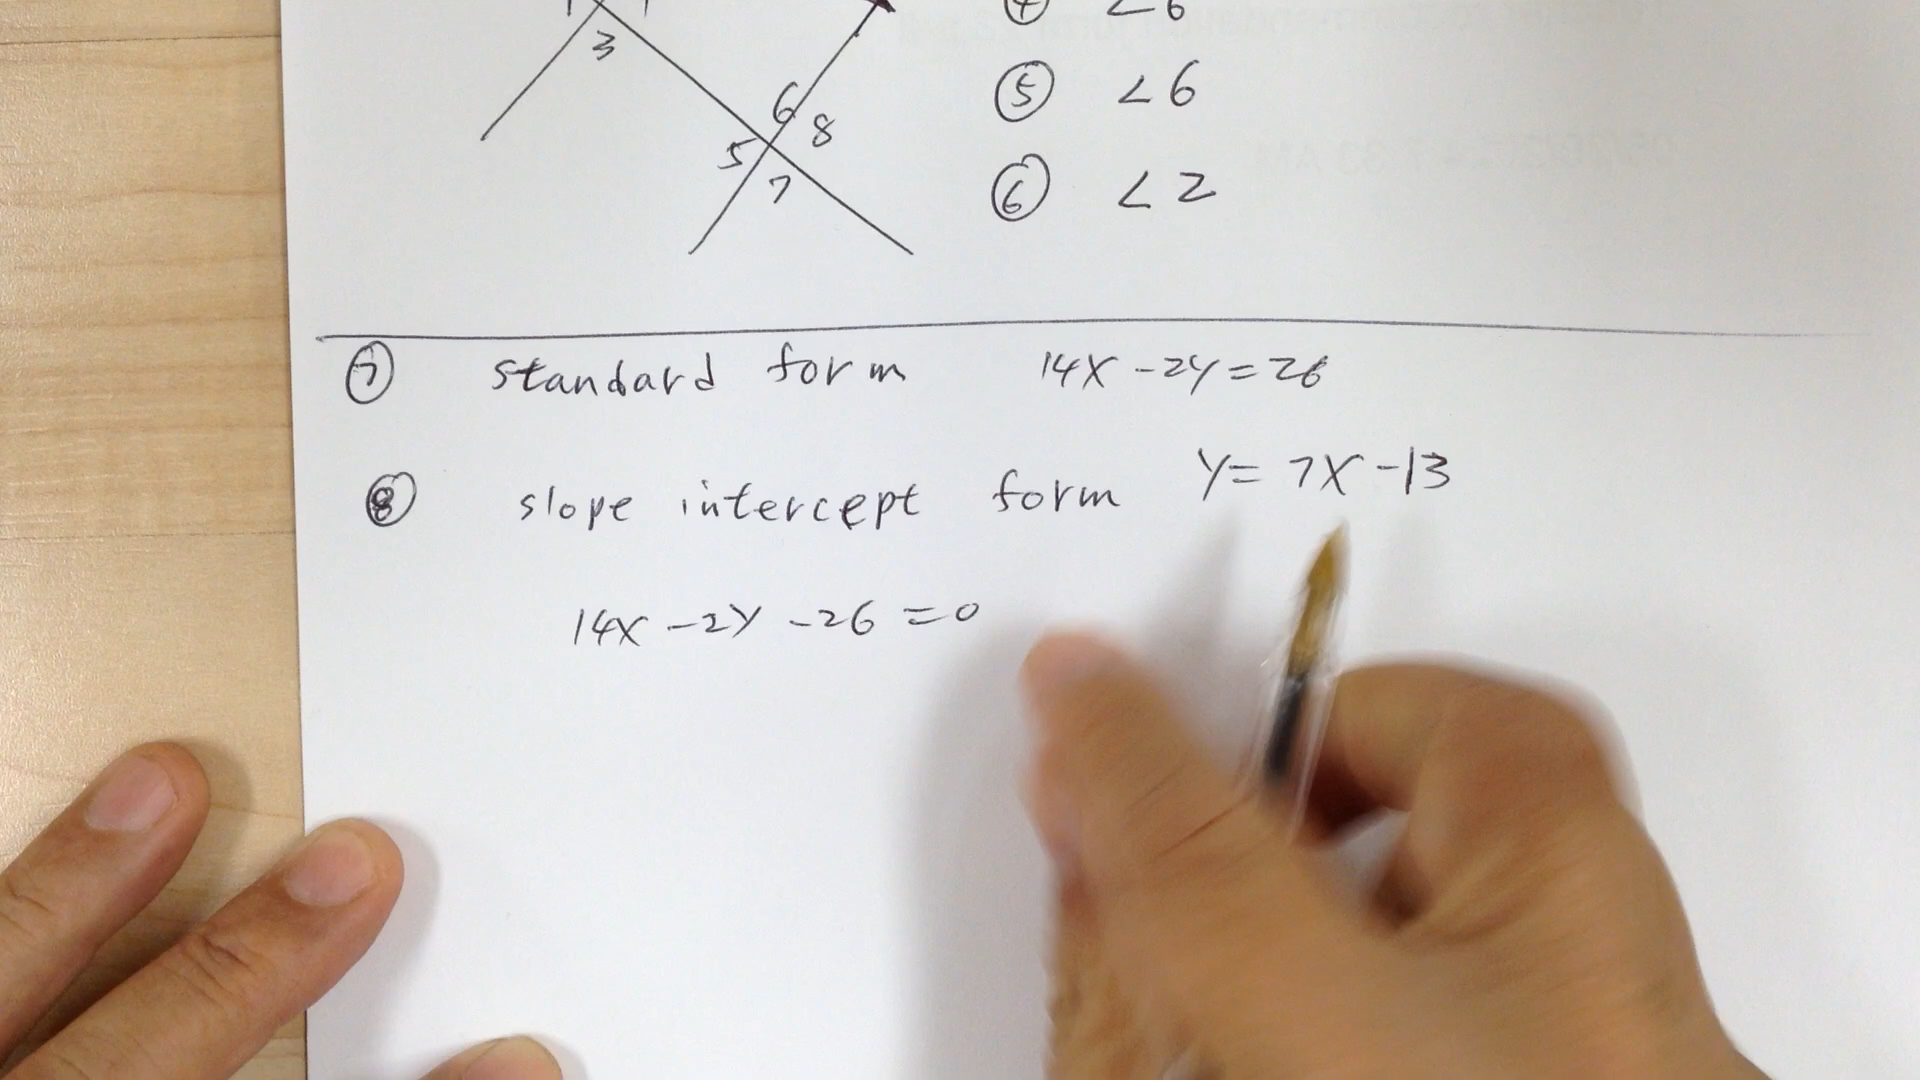 ④ <6
3
⑤ <6
6
8
5
7
⑥ <2
⑦ standard form 14X -2Y = 26
⑧ slope intercept form Y= 7X -13
14X -2Y -26 = 0